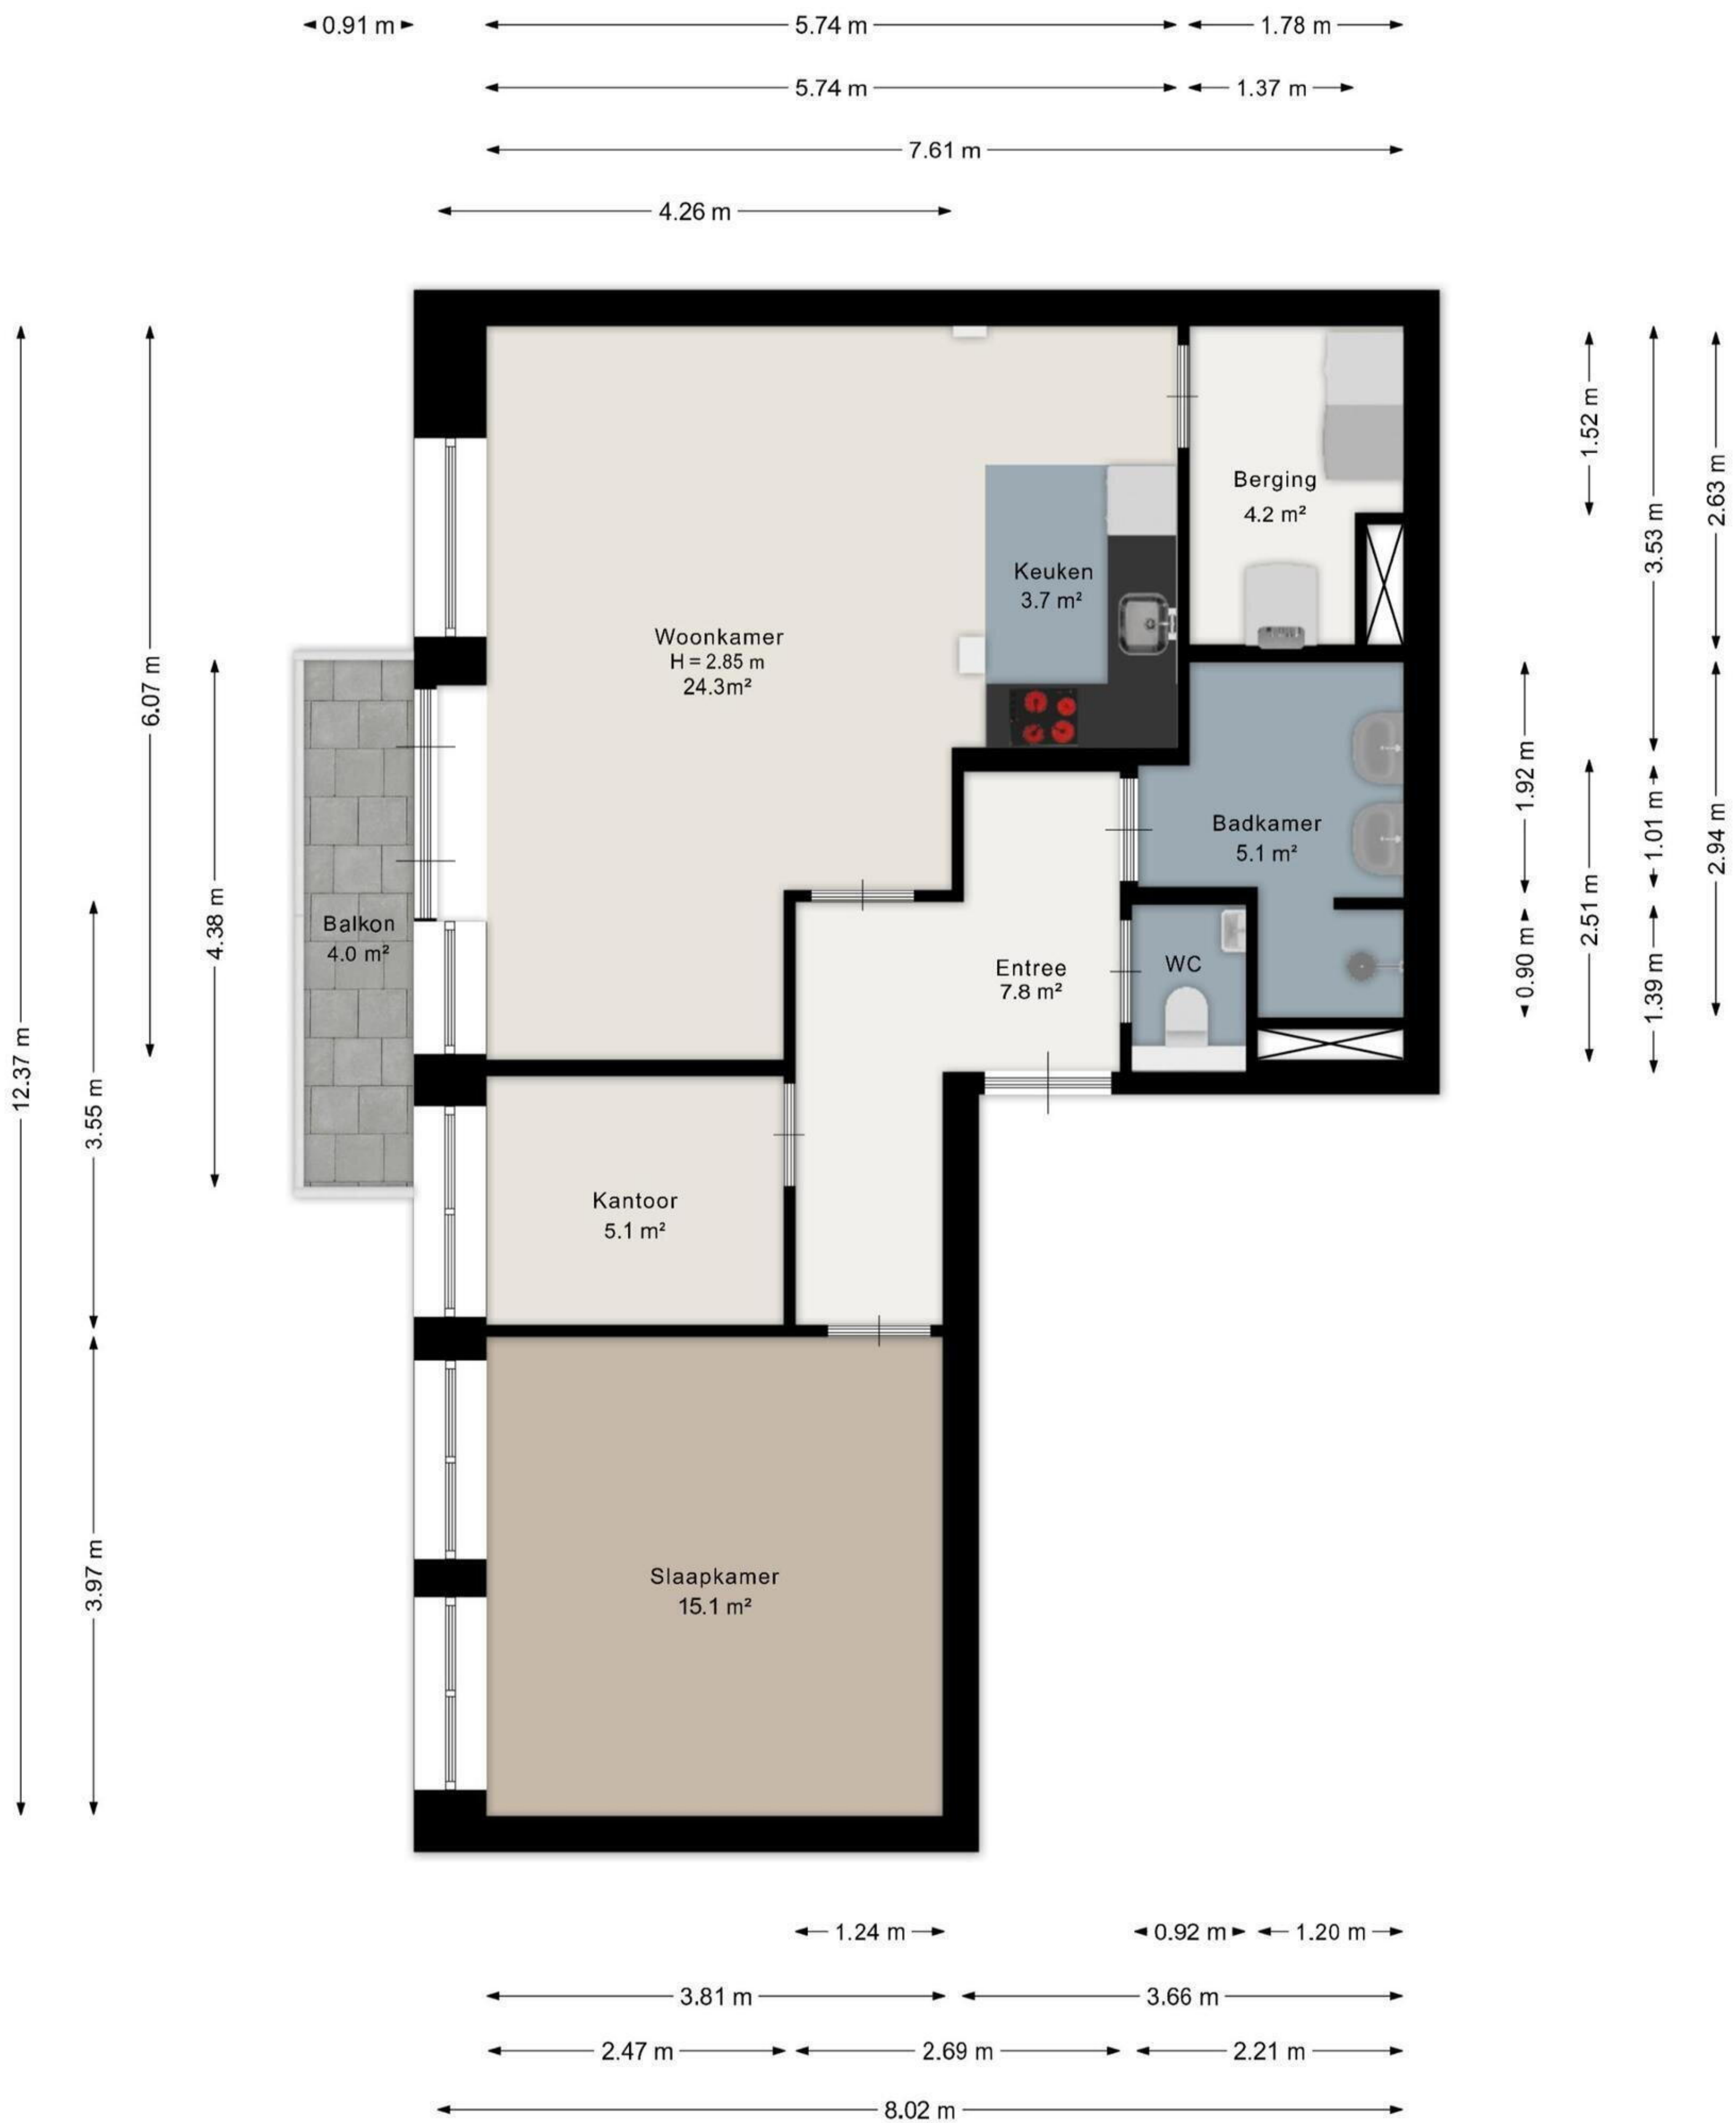 0.91 m
5.74 m
1.78 m
5.74 m
1.37 m
7.61 m
4.26 m
12.37 m
6.07 m
3.55 m
3.97 m
4.38 m
Balkon
4.0 m²
Woonkamer
H = 2.85 m
24.3m²
Keuken
3.7 m²
Berging
4.2 m²
Badkamer
5.1 m²
WC
Entree
7.8 m²
Kantoor
5.1 m²
Slaapkamer
15.1 m²
1.52 m
3.53 m
2.63 m
1.92 m
1.01 m
2.94 m
2.51 m
0.90 m
1.39 m
1.24 m
0.92 m
1.20 m
3.81 m
3.66 m
2.47 m
2.69 m
2.21 m
8.02 m